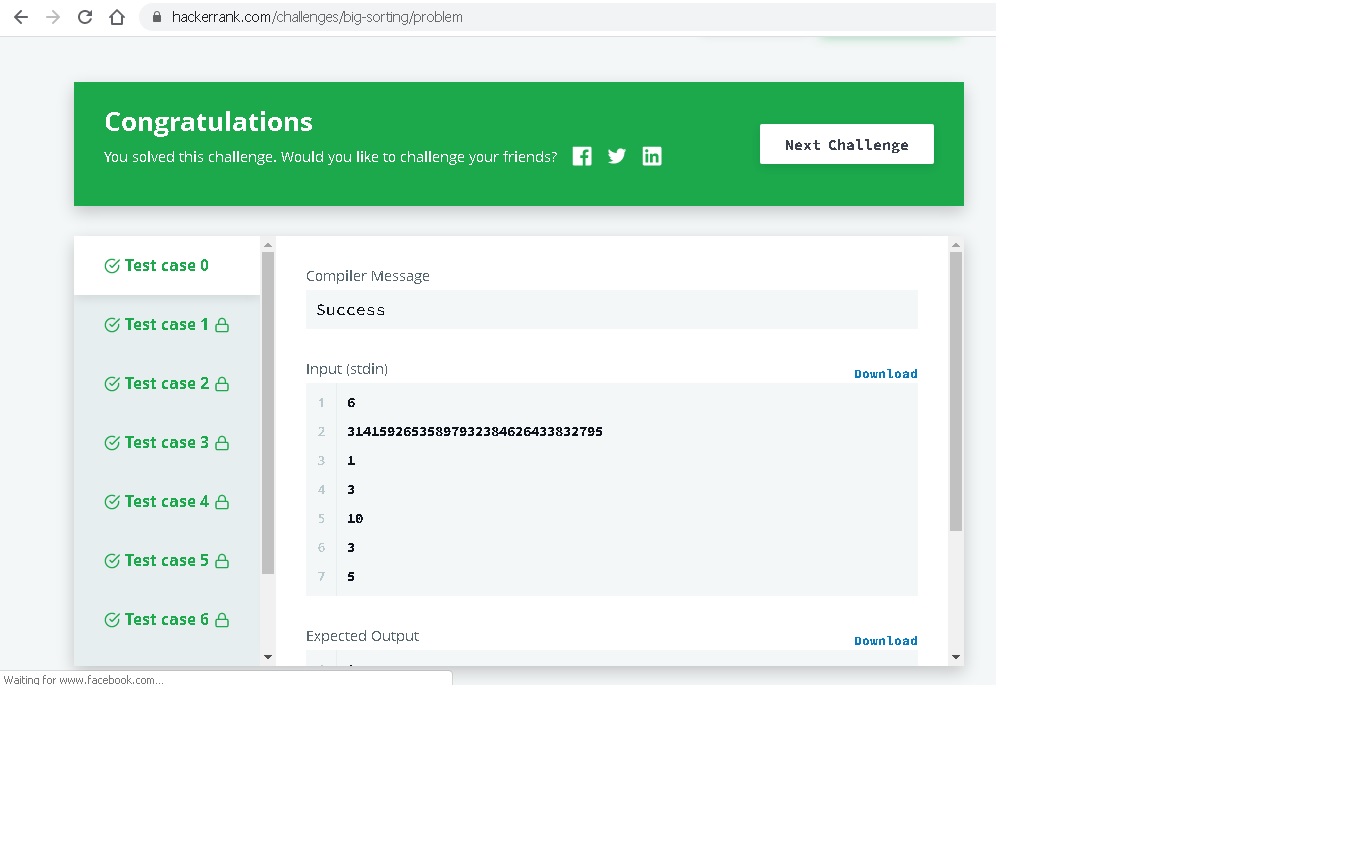 hackerrank.com/challenges/big-sorting/problem
Congratulations
You solved this challenge. Would you like to challenge your friends?
Next Challenge
Test case 0
Test case 1
Test case 2
Test case 3
Test case 4
Test case 5
Test case 6
Compiler Message
Success
Input (stdin)
Download
1 6
2 31415926535897932384626433832795
3 1
4 3
5 10
6 3
7 5
Expected Output
Download
Waiting for www.facebook.com...